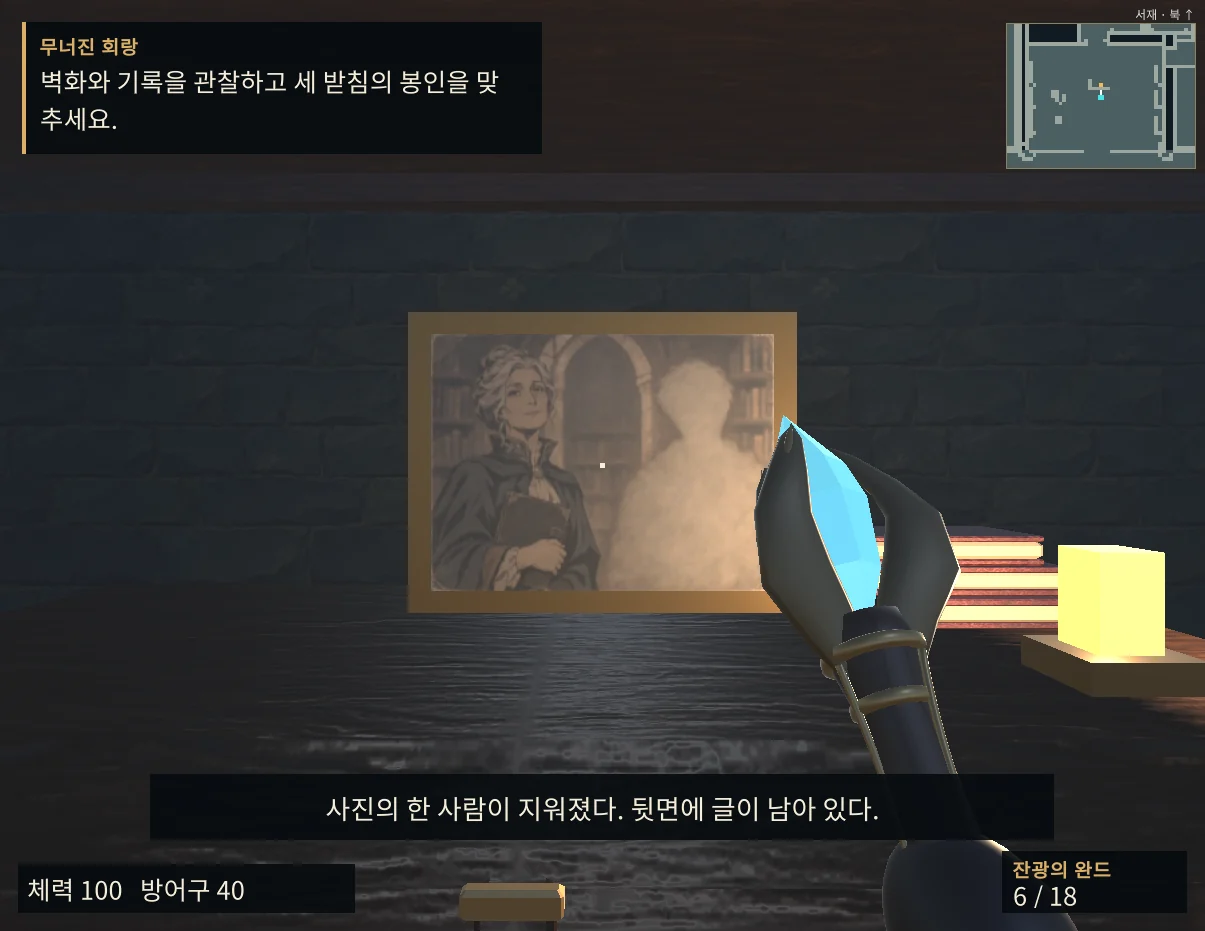 서재 · 북 ↑
무너진 회랑
벽화와 기록을 관찰하고 세 받침의 봉인을 맞
추세요.
사진의 한 사람이 지워졌다. 뒷면에 글이 남아 있다.
체력 100 방어구 40
잔광의 완드
6 / 18